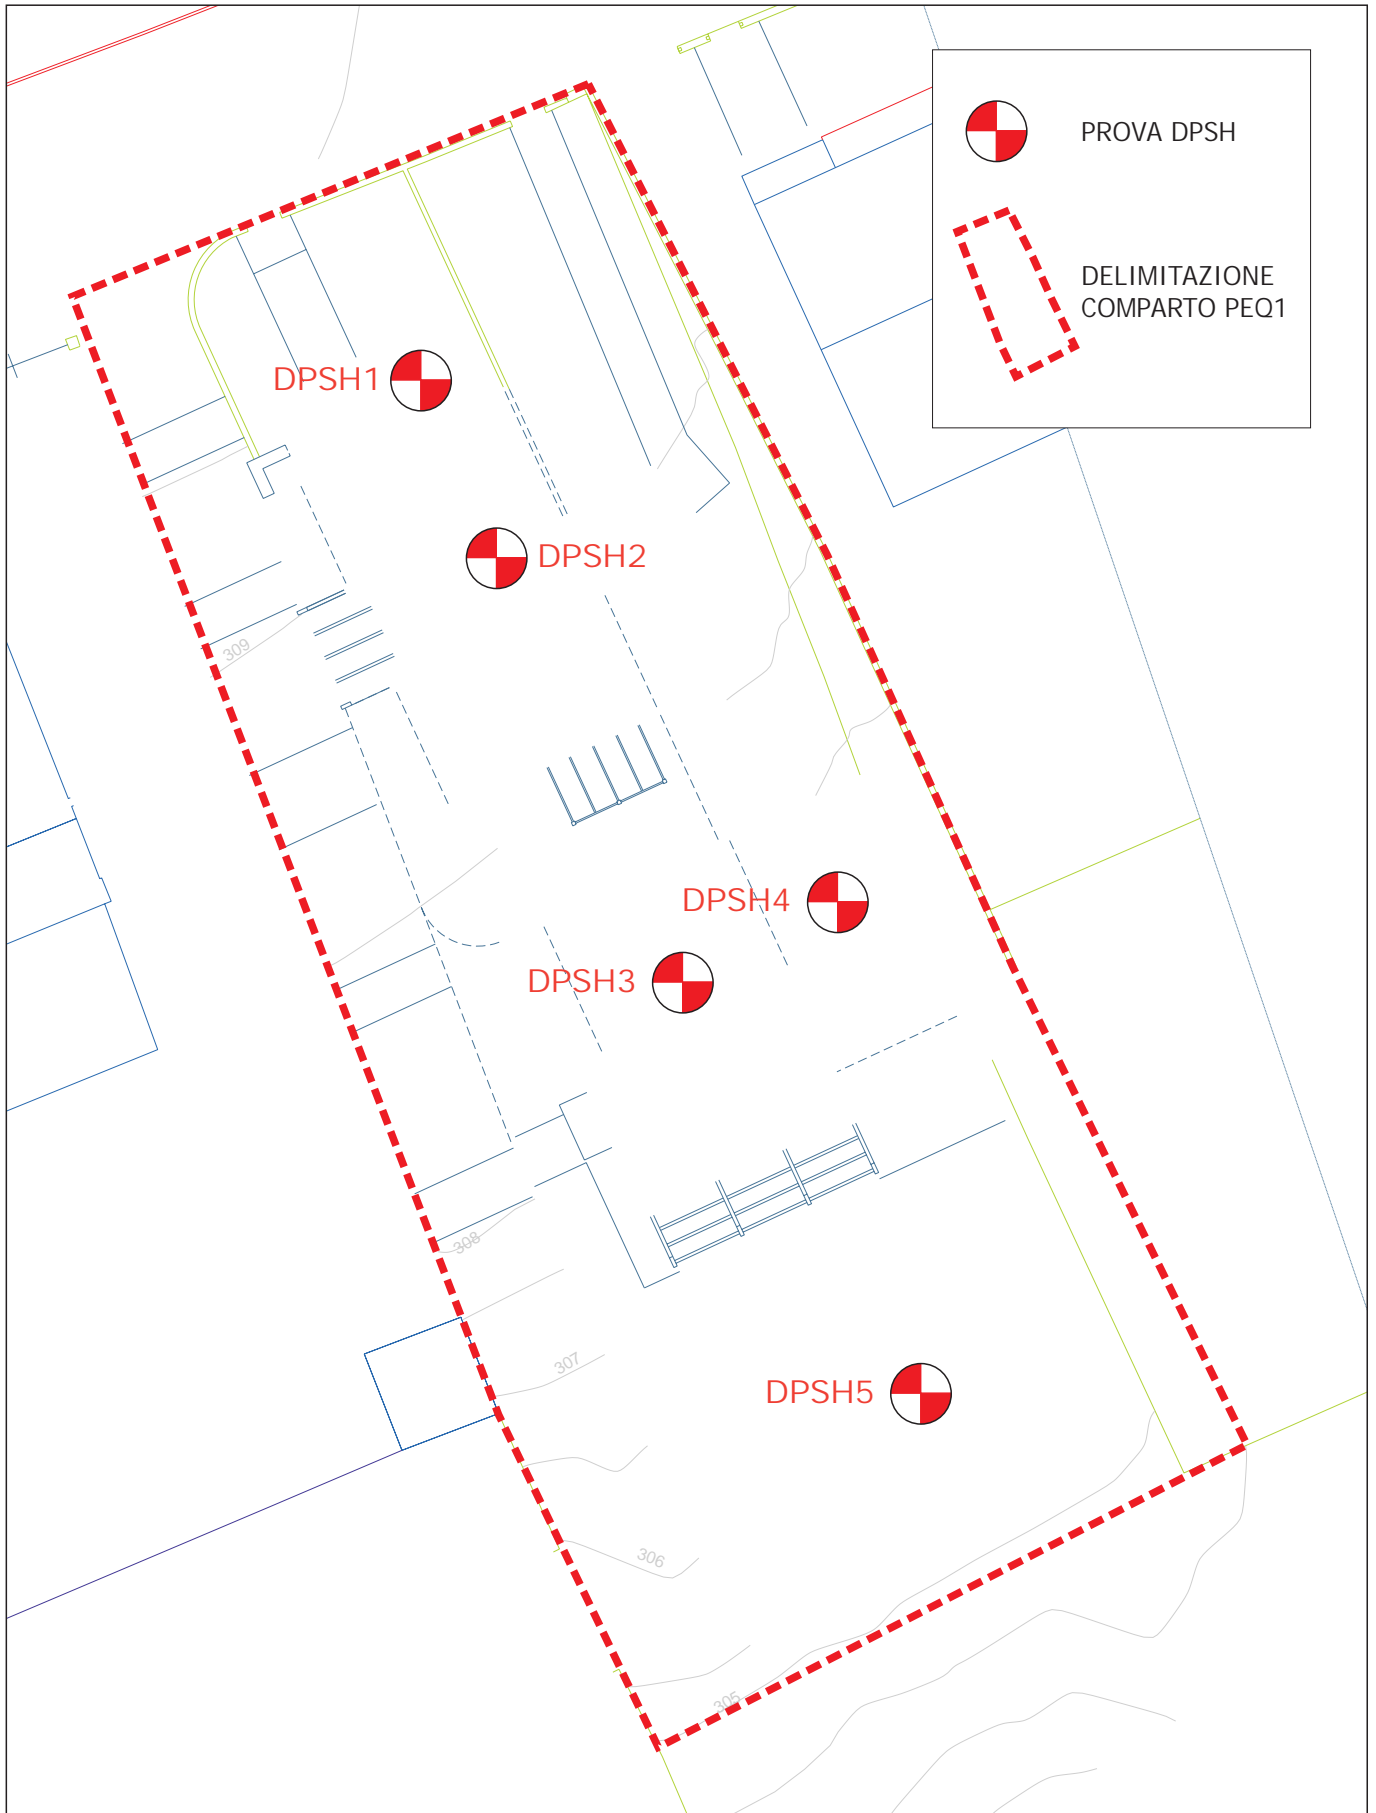 PROVA DPSH
DELIMITAZIONE
COMPARTO PEQ1
DPSH1
DPSH2
309
DPSH4
DPSH3
308
307
DPSH5
306
305